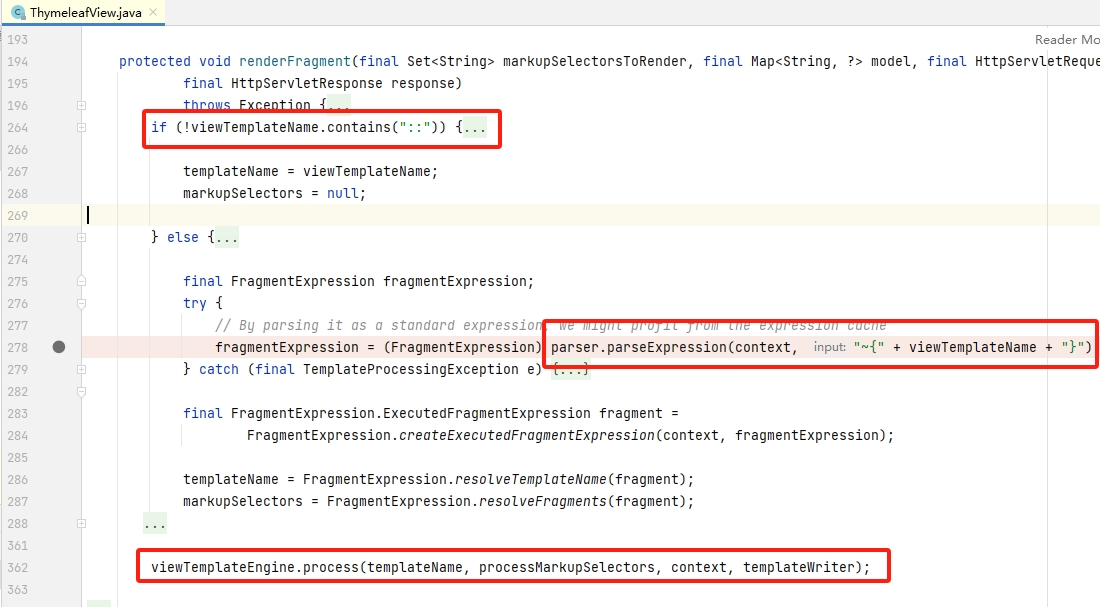 ThymeleafView.java
193
Reader Mo
194 protected void renderFragment(final Set<String> markupSelectorsToRender, final Map<String, ?> model, final HttpServletReque
195 final HttpServletResponse response)
196 throws Exception {...
264 if (!viewTemplateName.contains("::")) {...
266
267 templateName = viewTemplateName;
268 markupSelectors = null;
269
270 } else {...
274
275 final FragmentExpression fragmentExpression;
276 try {
277 // By parsing it as a standard expression, we might profit from the expression cache
278 fragmentExpression = (FragmentExpression) parser.parseExpression(context, input: "~{" + viewTemplateName + "}")
279 } catch (final TemplateProcessingException e) {...}
282
283 final FragmentExpression.ExecutedFragmentExpression fragment =
284 FragmentExpression.createExecutedFragmentExpression(context, fragmentExpression);
285
286 templateName = FragmentExpression.resolveTemplateName(fragment);
287 markupSelectors = FragmentExpression.resolveFragments(fragment);
288 ...
361
362 viewTemplateEngine.process(templateName, processMarkupSelectors, context, templateWriter);
363